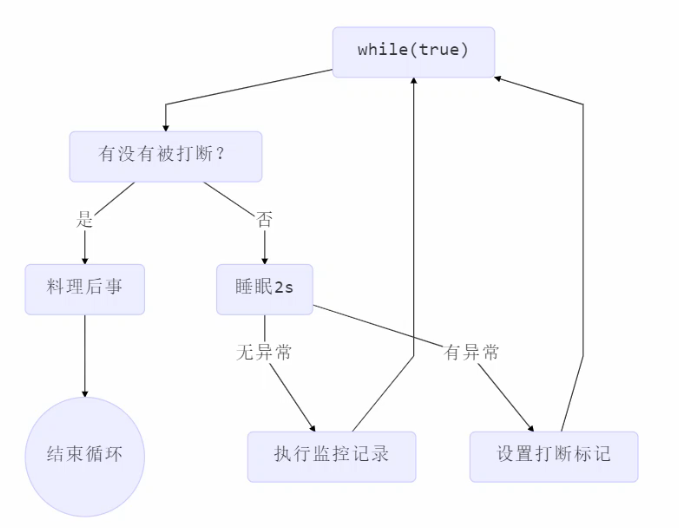 while(true)
有没有被打断？
是
否
料理后事
睡眠2s
无异常
有异常
结束循环
执行监控记录
设置打断标记